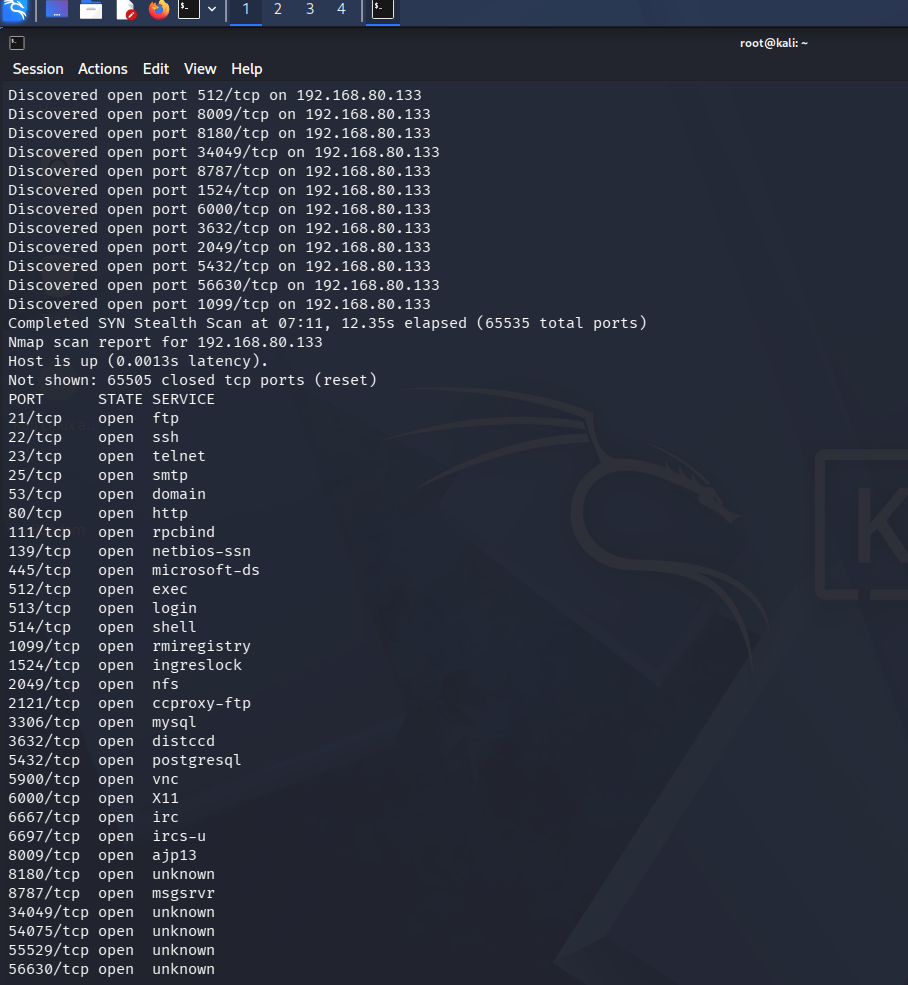 1 2 3 4
root@kali: ~
Session Actions Edit View Help
Discovered open port 512/tcp on 192.168.80.133
Discovered open port 8009/tcp on 192.168.80.133
Discovered open port 8180/tcp on 192.168.80.133
Discovered open port 34049/tcp on 192.168.80.133
Discovered open port 8787/tcp on 192.168.80.133
Discovered open port 1524/tcp on 192.168.80.133
Discovered open port 6000/tcp on 192.168.80.133
Discovered open port 3632/tcp on 192.168.80.133
Discovered open port 2049/tcp on 192.168.80.133
Discovered open port 5432/tcp on 192.168.80.133
Discovered open port 56630/tcp on 192.168.80.133
Discovered open port 1099/tcp on 192.168.80.133
Completed SYN Stealth Scan at 07:11, 12.35s elapsed (65535 total ports)
Nmap scan report for 192.168.80.133
Host is up (0.0013s latency).
Not shown: 65505 closed tcp ports (reset)
PORT STATE SERVICE
21/tcp open ftp
22/tcp open ssh
23/tcp open telnet
25/tcp open smtp
53/tcp open domain
80/tcp open http
111/tcp open rpcbind
139/tcp open netbios-ssn
445/tcp open microsoft-ds
512/tcp open exec
513/tcp open login
514/tcp open shell
1099/tcp open rmiregistry
1524/tcp open ingreslock
2049/tcp open nfs
2121/tcp open ccproxy-ftp
3306/tcp open mysql
3632/tcp open distccd
5432/tcp open postgresql
5900/tcp open vnc
6000/tcp open X11
6667/tcp open irc
6697/tcp open ircs-u
8009/tcp open ajp13
8180/tcp open unknown
8787/tcp open msgsrvr
34049/tcp open unknown
54075/tcp open unknown
55529/tcp open unknown
56630/tcp open unknown
K